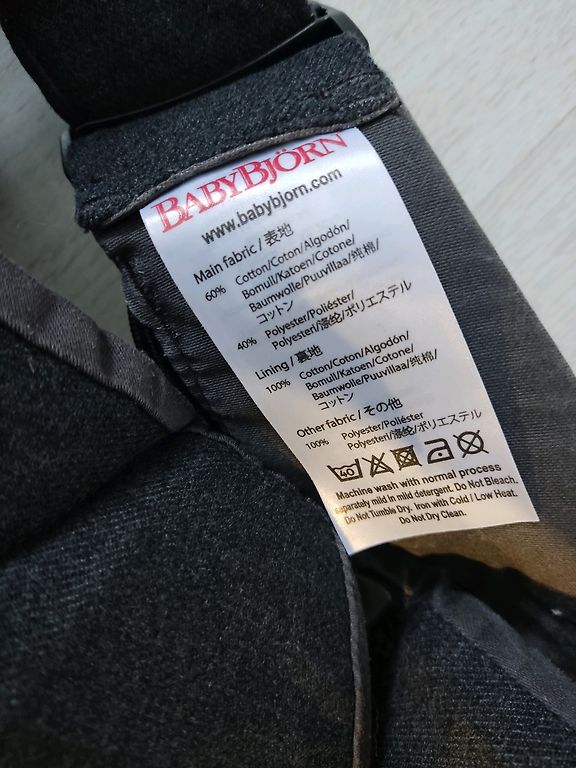 BABYBJÖRN
www.babybjorn.com
Main fabric / 表地
60% Cotton/Coton/Algodón/
Bomull/Katoen/Cotone/
Baumwolle/Puuvillaa/纯棉/
コットン
40% Polyester/Poliéster/
Polyesteri/涤纶/ポリエステル
Lining / 裏地
100% Cotton/Coton/Algodón/
Bomull/Katoen/Cotone/
Baumwolle/Puuvillaa/纯棉/
コットン
Other fabric / その他
100% Polyester/Poliéster
Polyesteri/涤纶/ポリエステル
40
Machine wash with normal process
separately mild in mild detergent. Do Not Bleach.
Do Not Tumble Dry. Iron with Cold / Low Heat.
Do Not Dry Clean.